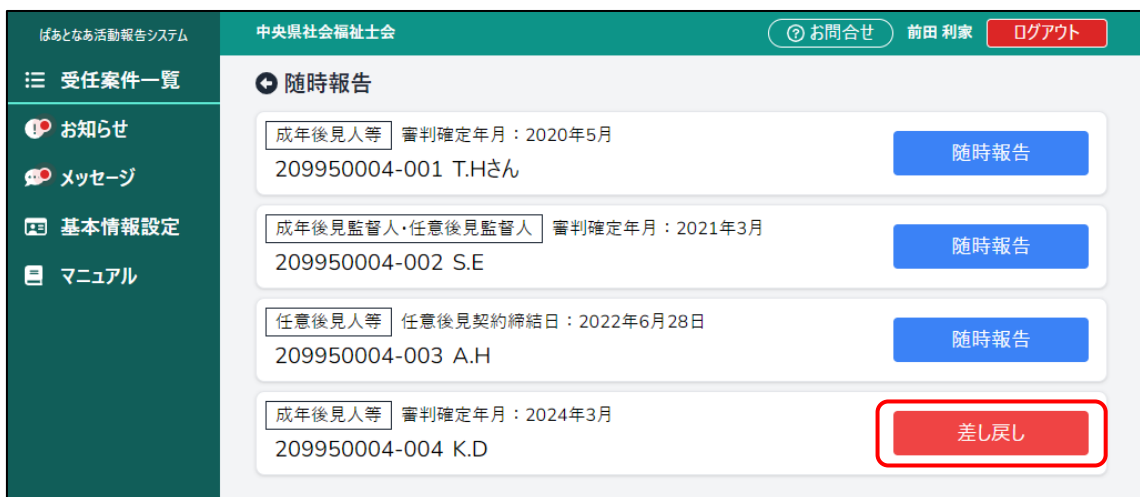 ぱあとなあ活動報告システム
中央県社会福祉士会
お問合せ
前田 利家
ログアウト
受任案件一覧
お知らせ
メッセージ
基本情報設定
マニュアル
随時報告
成年後見人等 審判確定年月：2020年5月
209950004-001 T.Hさん
随時報告
成年後見監督人・任意後見監督人 審判確定年月：2021年3月
209950004-002 S.E
随時報告
任意後見人等 任意後見契約締結日：2022年6月28日
209950004-003 A.H
随時報告
成年後見人等 審判確定年月：2024年3月
209950004-004 K.D
差し戻し